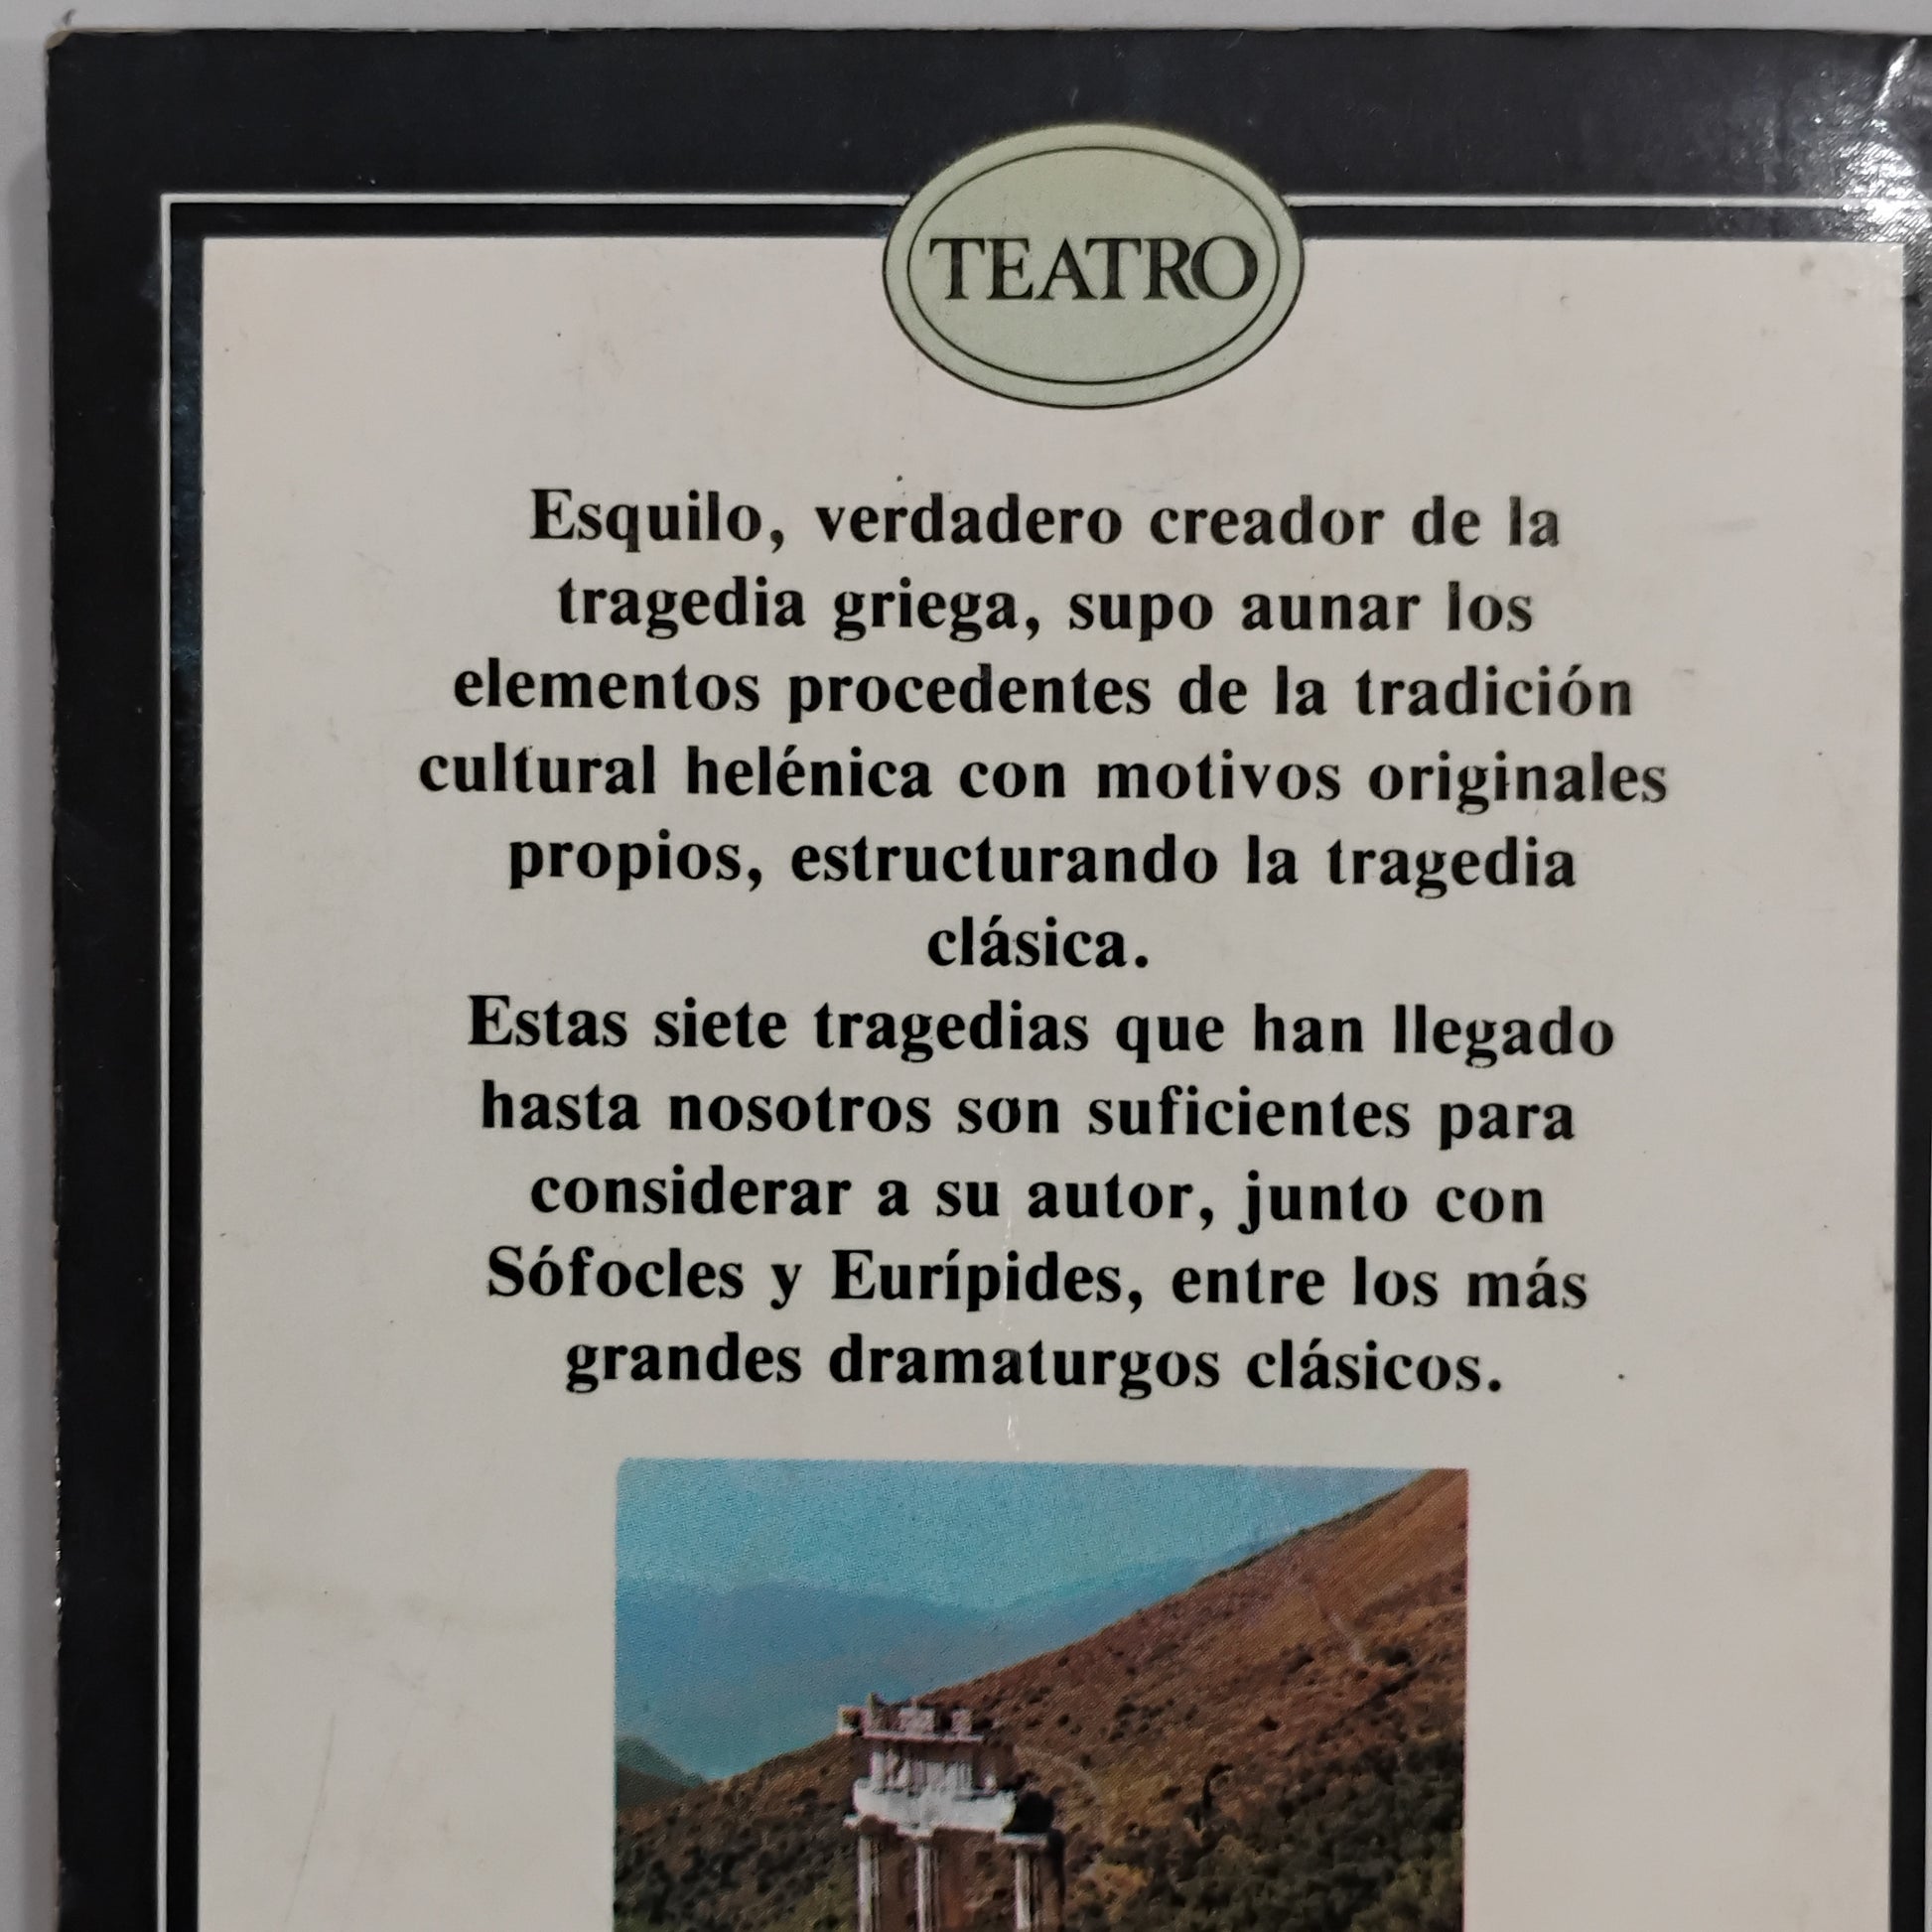 TEATRO
Esquilo, verdadero creador de la
tragedia griega, supo aunar los
elementos procedentes de la tradición
cultural helénica con motivos originales
propios, estructurando la tragedia
clásica.
Estas siete tragedias que han llegado
hasta nosotros son suficientes para
considerar a su autor, junto con
Sófocles y Eurípides, entre los más
grandes dramaturgos clásicos.